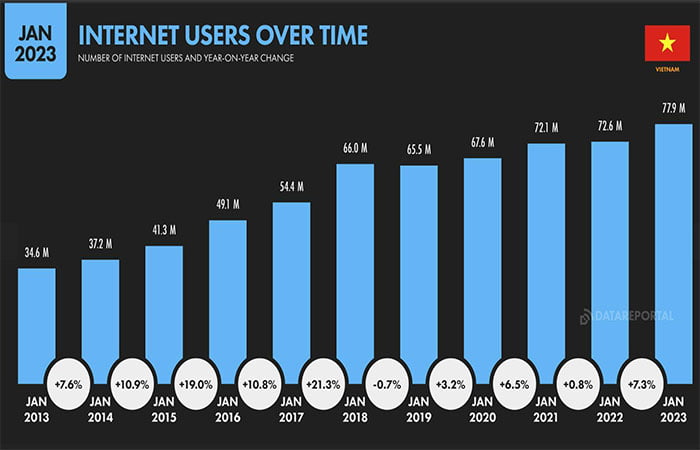 JAN
2023
INTERNET USERS OVER TIME
NUMBER OF INTERNET USERS AND YEAR-ON-YEAR CHANGE
VIETNAM
34.6 M
37.2 M
41.3 M
49.1 M
54.4 M
66.0 M
65.5 M
67.6 M
72.1 M
72.6 M
77.9 M
DATAREPORTAL
+7.6%
+10.9%
+19.0%
+10.8%
+21.3%
-0.7%
+3.2%
+6.5%
+0.8%
+7.3%
JAN
2013
JAN
2014
JAN
2015
JAN
2016
JAN
2017
JAN
2018
JAN
2019
JAN
2020
JAN
2021
JAN
2022
JAN
2023